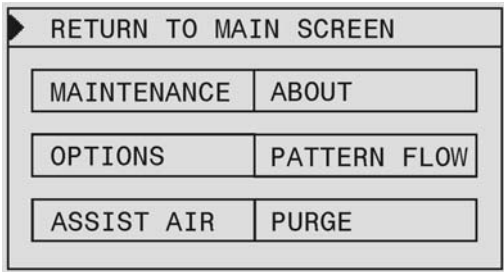 RETURN TO MAIN SCREEN
MAINTENANCE ABOUT
OPTIONS PATTERN FLOW
ASSIST AIR PURGE